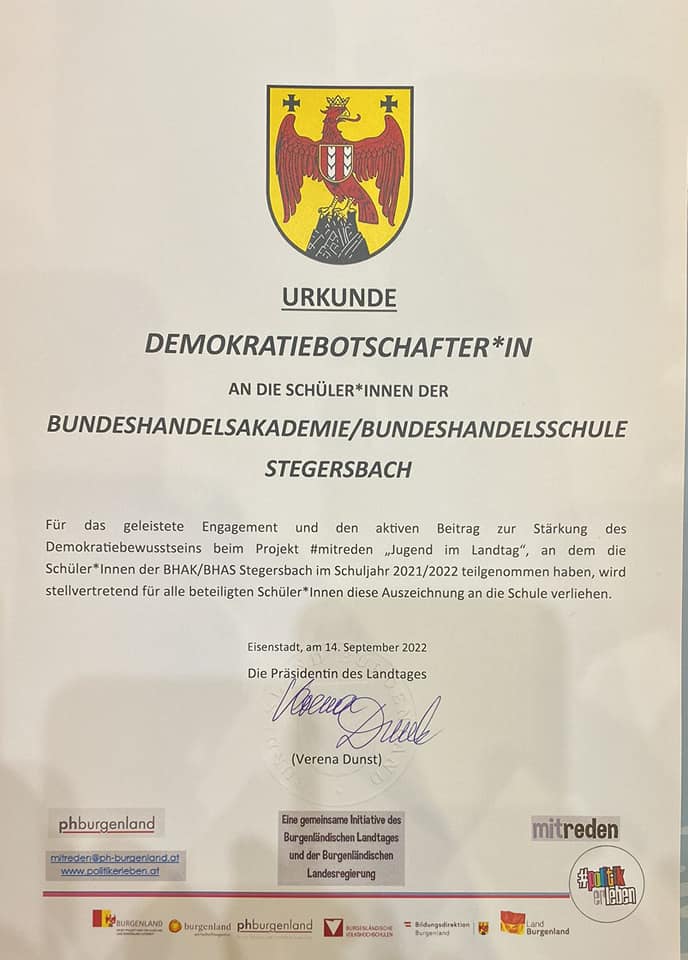 URKUNDE
DEMOKRATIEBOTSCHAFTER*IN
AN DIE SCHÜLER*INNEN DER
BUNDESHANDELSAKADEMIE/BUNDESHANDELSSCHULE
STEGERSBACH
Für das geleistete Engagement und den aktiven Beitrag zur Stärkung des
Demokratiebewusstseins beim Projekt #mitreden „Jugend im Landtag", an dem die
Schüler*Innen der BHAK/BHAS Stegersbach im Schuljahr 2021/2022 teilgenommen haben, wird
stellvertretend für alle beteiligten Schüler*Innen diese Auszeichnung an die Schule verliehen.
Eisenstadt, am 14. September 2022
Die Präsidentin des Landtages
Verena Dunst
(Verena Dunst)
phburgenland
mitreden@ph-burgenland.at
www.politikerleben.at
Eine gemeinsame Initiative des
Burgenländischen Landtages
und der Burgenländischen
Landesregierung
mitreden
#politik
erleben
BURGENLAND
burgenland
phburgenland
BURGENLÄNDISCHE
VOLKSHOCHSCHULEN
Bildungsdirektion
Burgenland
Land
Burgenland